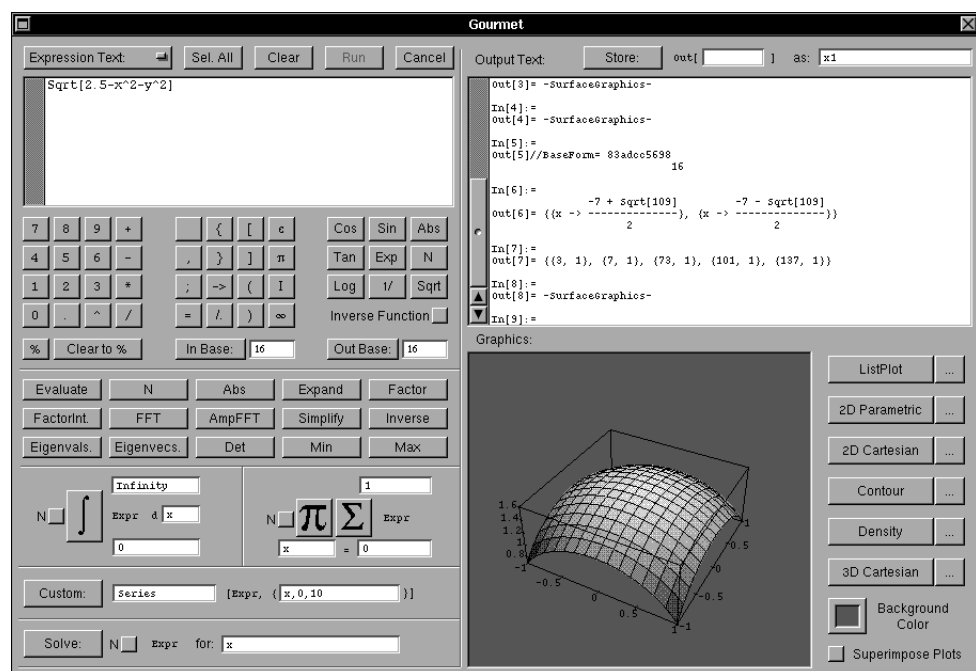 Gourmet
Expression Text: Sel. All Clear Run Cancel
Sqrt[2.5-x^2-y^2]
7 8 9 + { [ c Cos Sin Abs
4 5 6 - , } ] π Tan Exp N
1 2 3 * ; -> ( I Log 1/ Sqrt
0 . ^ / = /. ) ∞ Inverse Function
% Clear to % In Base: 16 Out Base: 16
Evaluate N Abs Expand Factor
FactorInt. FFT AmpFFT Simplify Inverse
Eigenvals. Eigenvecs. Det Min Max
Infinity
N ∫ Expr d x
0
1
N π Σ Expr
x = 0
Custom: Series [Expr, { x,0,10 }]
Solve: N Expr for: x
Output Text: Store: out[ ] as: x1
Out[3]= -SurfaceGraphics-
In[4]:=
Out[4]= -SurfaceGraphics-
In[5]:=
Out[5]//BaseForm= 83adcc5698
16
In[6]:=
-7 + Sqrt[109] -7 - Sqrt[109]
Out[6]= {{x -> --------------}, {x -> --------------}}
2 2
In[7]:=
Out[7]= {{3, 1}, {7, 1}, {73, 1}, {101, 1}, {137, 1}}
In[8]:=
Out[8]= -SurfaceGraphics-
In[9]:=
Graphics:
1.6
1.4
1.2
1
0.8
-1
-0.5
0
0.5
1
-1
-0.5
0
0.5
1
ListPlot ...
2D Parametric ...
2D Cartesian ...
Contour ...
Density ...
3D Cartesian ...
Background
Color
Superimpose Plots